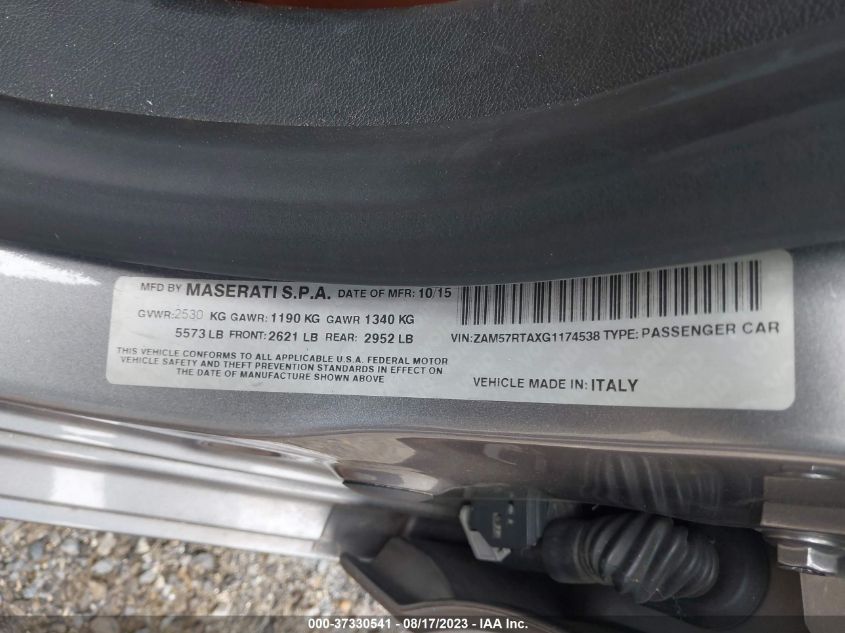 MFD BY MASERATI S.P.A. DATE OF MFR: 10/15
GVWR:2530 KG GAWR: 1190 KG GAWR 1340 KG
5573 LB FRONT: 2621 LB REAR: 2952 LB
THIS VEHICLE CONFORMS TO ALL APPLICABLE U.S.A. FEDERAL MOTOR
VEHICLE SAFETY AND THEFT PREVENTION STANDARDS IN EFFECT ON
THE DATE OF MANUFACTURE SHOWN ABOVE
VIN:ZAM57RTAXG1174538 TYPE: PASSENGER CAR
VEHICLE MADE IN: ITALY
000-37330541 - 08/17/2023 - IAA Inc.